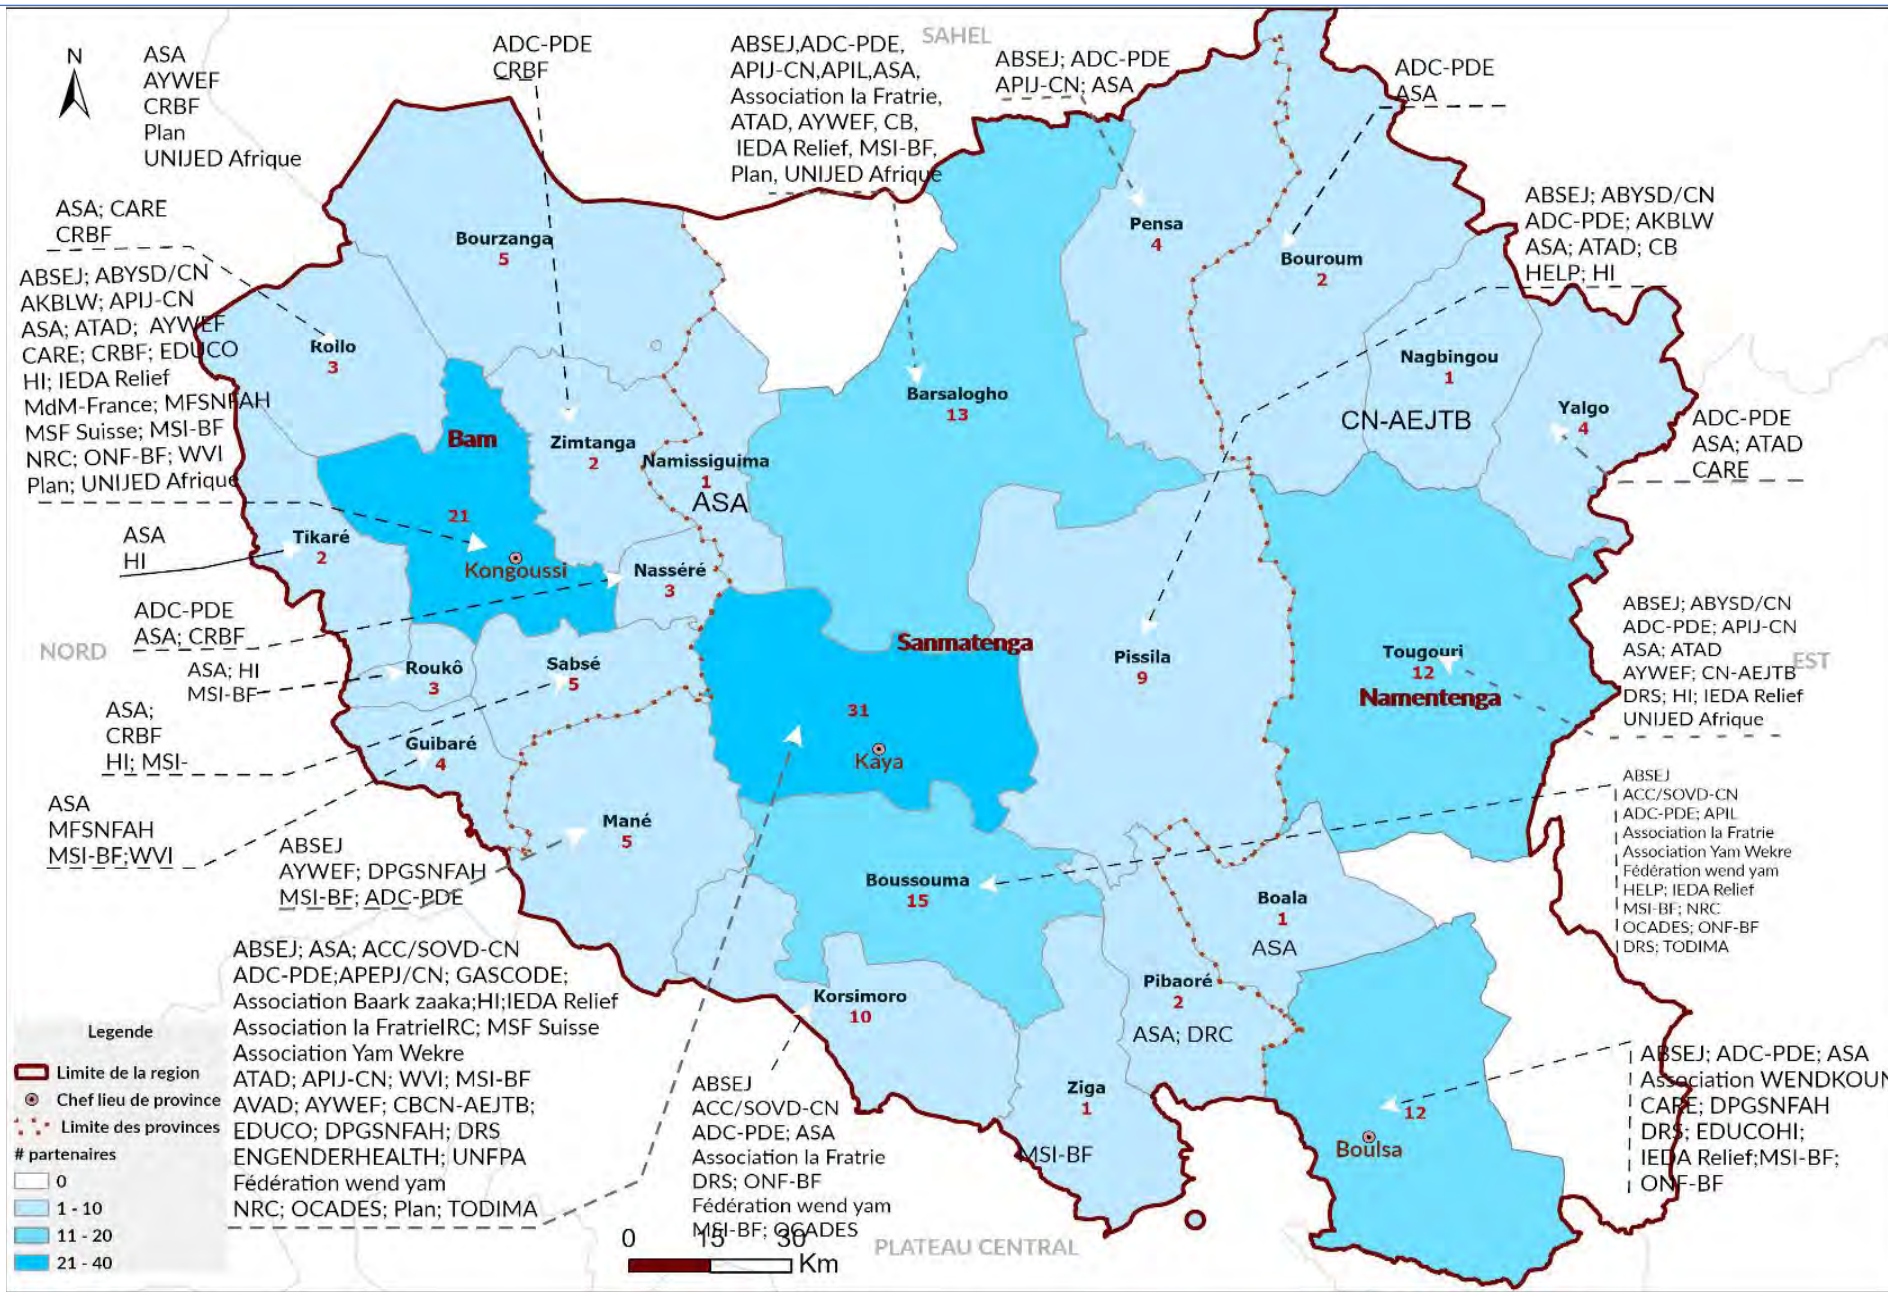 SAHEL
N
ASA
AYWEF
CRBF
Plan
UNIJED Afrique
ADC-PDE
CRBF
ABSEJ,ADC-PDE,
APIJ-CN,APIL,ASA,
Association la Fratrie,
ATAD, AYWEF, CB,
IEDA Relief, MSI-BF,
Plan, UNIJED Afrique
ABSEJ; ADC-PDE
APIJ-CN; ASA
ADC-PDE
ASA
ASA; CARE
CRBF
ABSEJ; ABYSD/CN
ADC-PDE; AKBLW
ASA; ATAD; CB
HELP; HI
ABSEJ; ABYSD/CN
AKBLW; APIJ-CN
ASA; ATAD; AYWEF
CARE; CRBF; EDUCO
HI; IEDA Relief
MdM-France; MFSNFAH
MSF Suisse; MSI-BF
NRC; ONF-BF; WVI
Plan; UNIJED Afrique
Bourzanga
5
Pensa
4
Bouroum
2
Roilo
3
Barsalogho
13
Nagbingou
1
CN-AEJTB
Yalgo
4
ADC-PDE
ASA; ATAD
CARE
Bam
21
Kongoussi
Zimtanga
2
Namissiguima
1
ASA
ASA
HI
Tikaré
2
Nasséré
3
ADC-PDE
ASA; CRBF
NORD
ASA; HI
MSI-BF
Roukô
3
Sabsé
5
Sanmatenga
31
Kaya
Pissila
9
Tougouri
12
Namentenga
EST
ABSEJ; ABYSD/CN
ADC-PDE; APIJ-CN
ASA; ATAD
AYWEF; CN-AEJTB
DRS; HI; IEDA Relief
UNIJED Afrique
ASA;
CRBF
HI; MSI-
Guibaré
4
ASA
MFSNFAH
MSI-BF;WVI
Mané
5
ABSEJ
AYWEF; DPGSNFAH
MSI-BF; ADC-PDE
Boussouma
15
Boala
1
ASA
ABSEJ
ACC/SOVD-CN
ADC-PDE; APIL
Association la Fratrie
Association Yam Wekre
Fédération wend yam
HELP; IEDA Relief
MSI-BF; NRC
OCADES; ONF-BF
DRS; TODIMA
ABSEJ; ASA; ACC/SOVD-CN
ADC-PDE;APEPJ/CN; GASCODE;
Association Baark zaaka;HI;IEDA Relief
Association la FratrieIRC; MSF Suisse
Association Yam Wekre
ATAD; APIJ-CN; WVI; MSI-BF
AVAD; AYWEF; CBCN-AEJTB;
EDUCO; DPGSNFAH; DRS
ENGENDERHEALTH; UNFPA
Fédération wend yam
NRC; OCADES; Plan; TODIMA
Korsimoro
10
Pibaoré
2
ASA; DRC
Ziga
1
MSI-BF
ABSEJ
ACC/SOVD-CN
ADC-PDE; ASA
Association la Fratrie
DRS; ONF-BF
Fédération wend yam
MSI-BF; OCADES
12
Boulsa
ABSEJ; ADC-PDE; ASA
Association WENDKOUN
CARE; DPGSNFAH
DRS; EDUCOHI;
IEDA Relief;MSI-BF;
ONF-BF
Legende
Limite de la region
Chef lieu de province
Limite des provinces
# partenaires
0
1 - 10
11 - 20
21 - 40
0 15 30
Km
PLATEAU CENTRAL